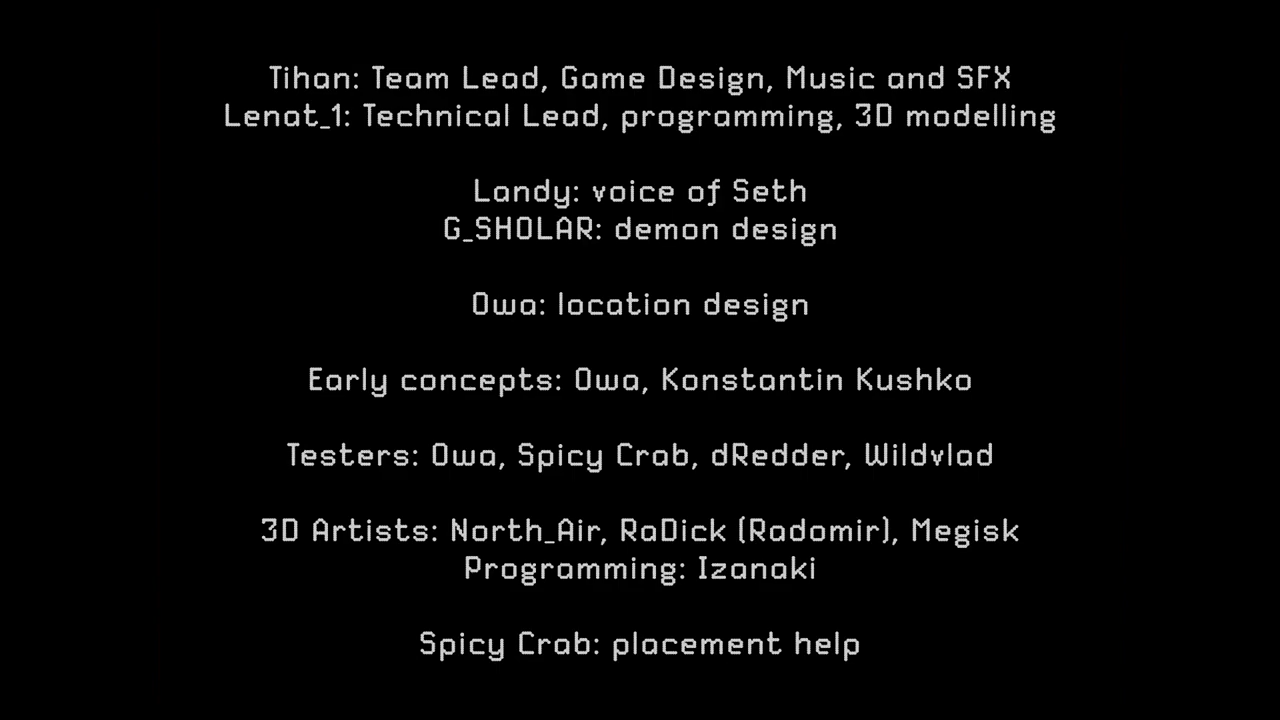 Tihan: Team Lead, Game Design, Music and SFX
Lenat_1: Technical Lead, programming, 3D modelling
Landy: voice of Seth
G_SHOLAR: demon design
Owa: location design
Early concepts: Owa, Konstantin Kushko
Testers: Owa, Spicy Crab, dRedder, Wildvlad
3D Artists: North_Air, RaDick (Radomir), Megisk
Programming: Izanaki
Spicy Crab: placement help